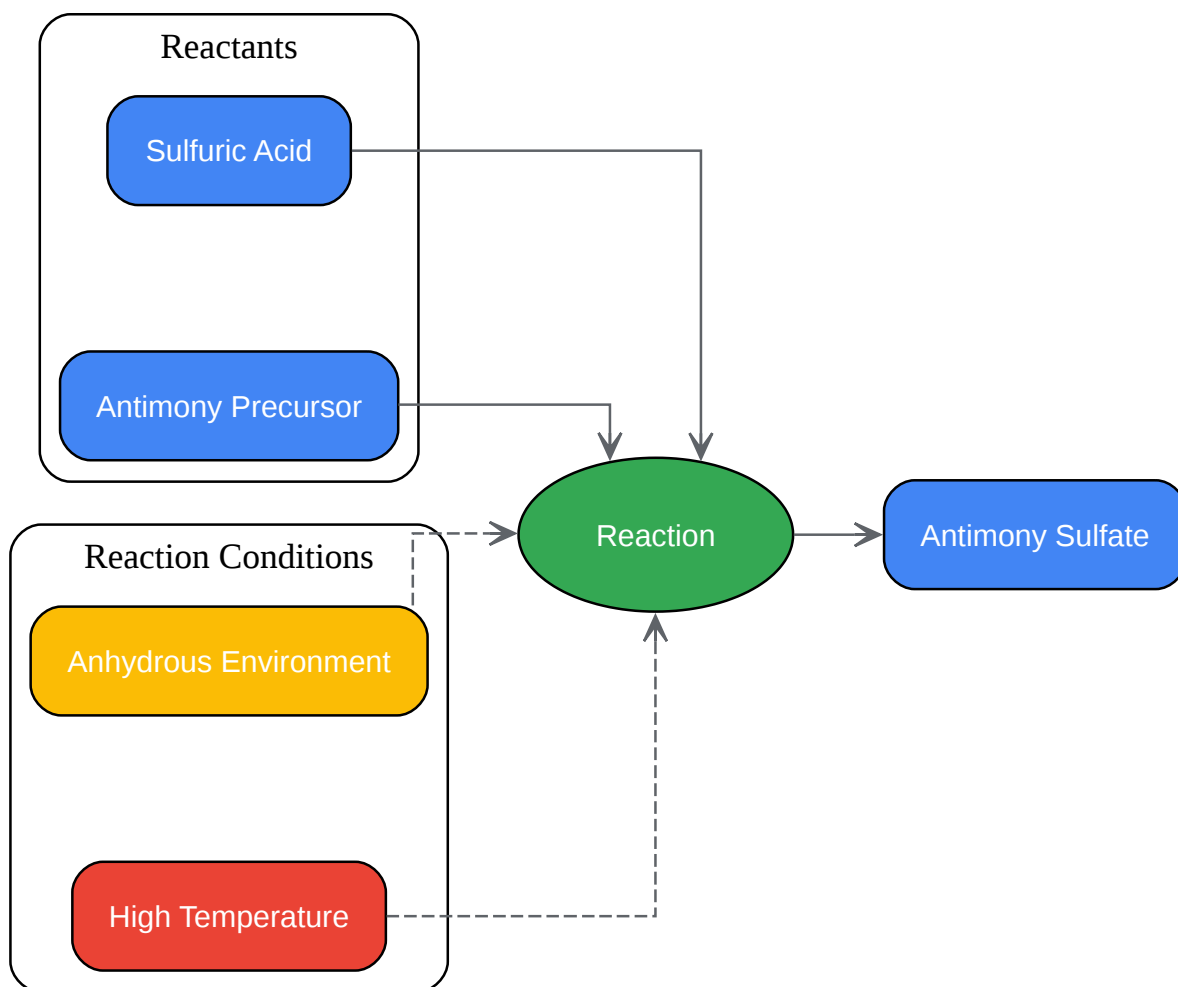 Reactants
Sulfuric Acid
Antimony Precursor
Reaction
Antimony Sulfate
Reaction Conditions
Anhydrous Environment
High Temperature